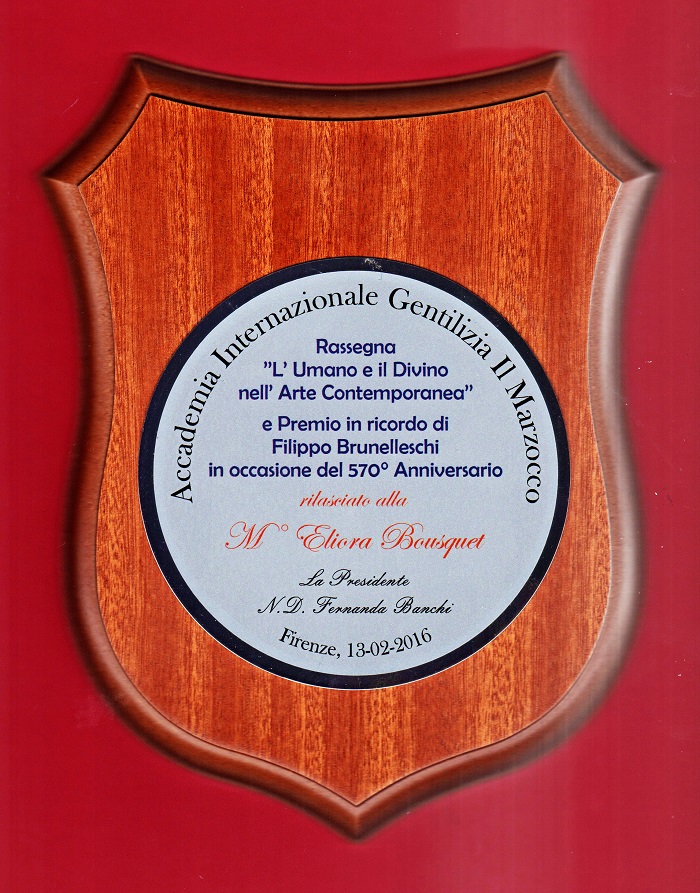 Accademia Internazionale Gentilizia Il Marzocco
Rassegna
"L' Umano e il Divino
nell' Arte Contemporanea"
e Premio in ricordo di
Filippo Brunelleschi
in occasione del 570° Anniversario
rilasciato alla
M° Eliora Bousquet
La Presidente
N.D. Fernanda Banchi
Firenze, 13-02-2016